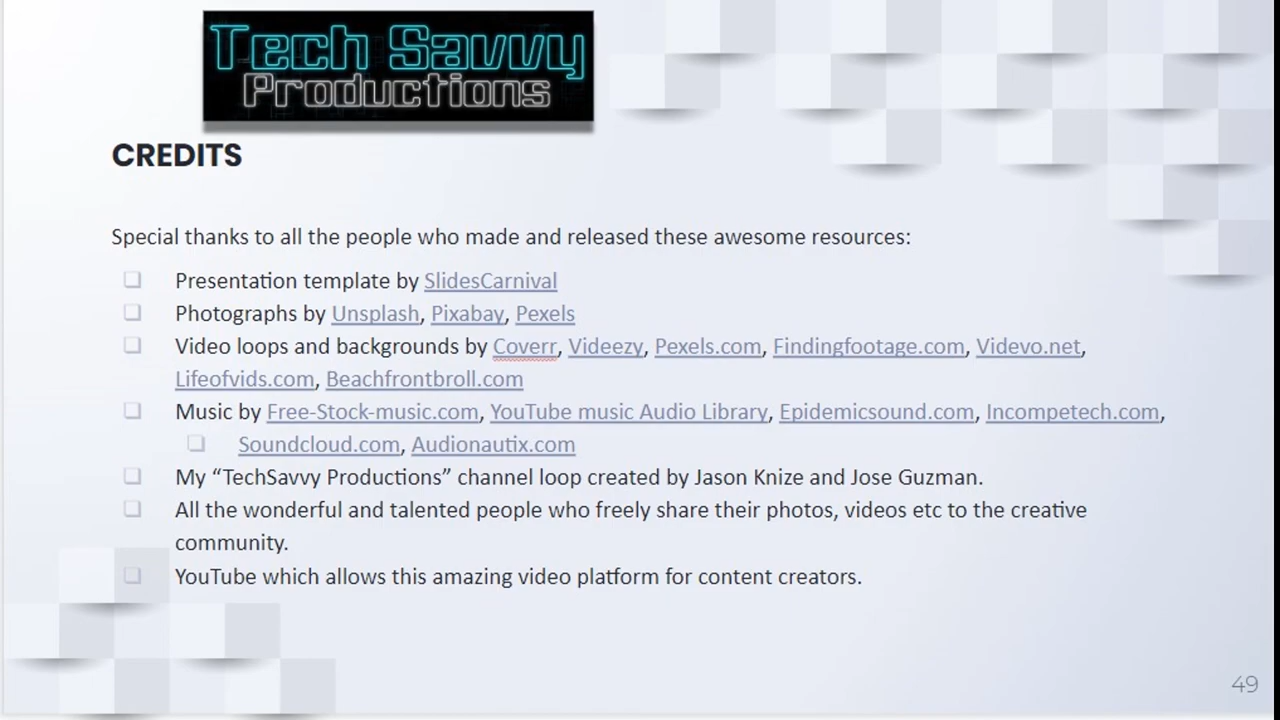 Tech Savvy
Productions
CREDITS
Special thanks to all the people who made and released these awesome resources:
❑ Presentation template by SlidesCarnival
❑ Photographs by Unsplash, Pixabay, Pexels
❑ Video loops and backgrounds by Coverr, Videezy, Pexels.com, Findingfootage.com, Videvo.net,
Lifeofvids.com, Beachfrontbroll.com
❑ Music by Free-Stock-music.com, YouTube music Audio Library, Epidemicsound.com, Incompetech.com,
❑ Soundcloud.com, Audionautix.com
❑ My “TechSavvy Productions” channel loop created by Jason Knize and Jose Guzman.
❑ All the wonderful and talented people who freely share their photos, videos etc to the creative
community.
❑ YouTube which allows this amazing video platform for content creators.
49